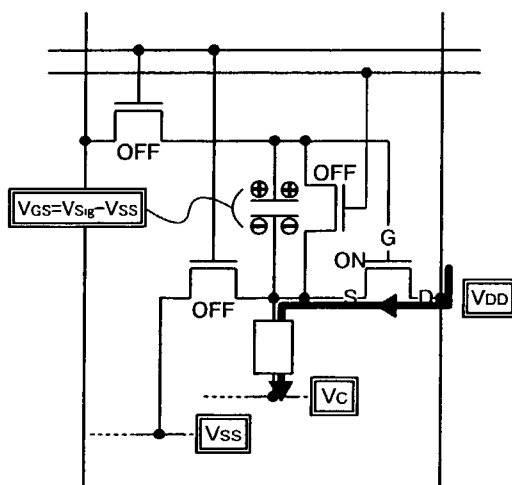 OFF
OFF
VGS=VSig-VSS
⊕ ⊕
⊖ ⊖
G
ON
OFF
S D
VDD
VC
VSS